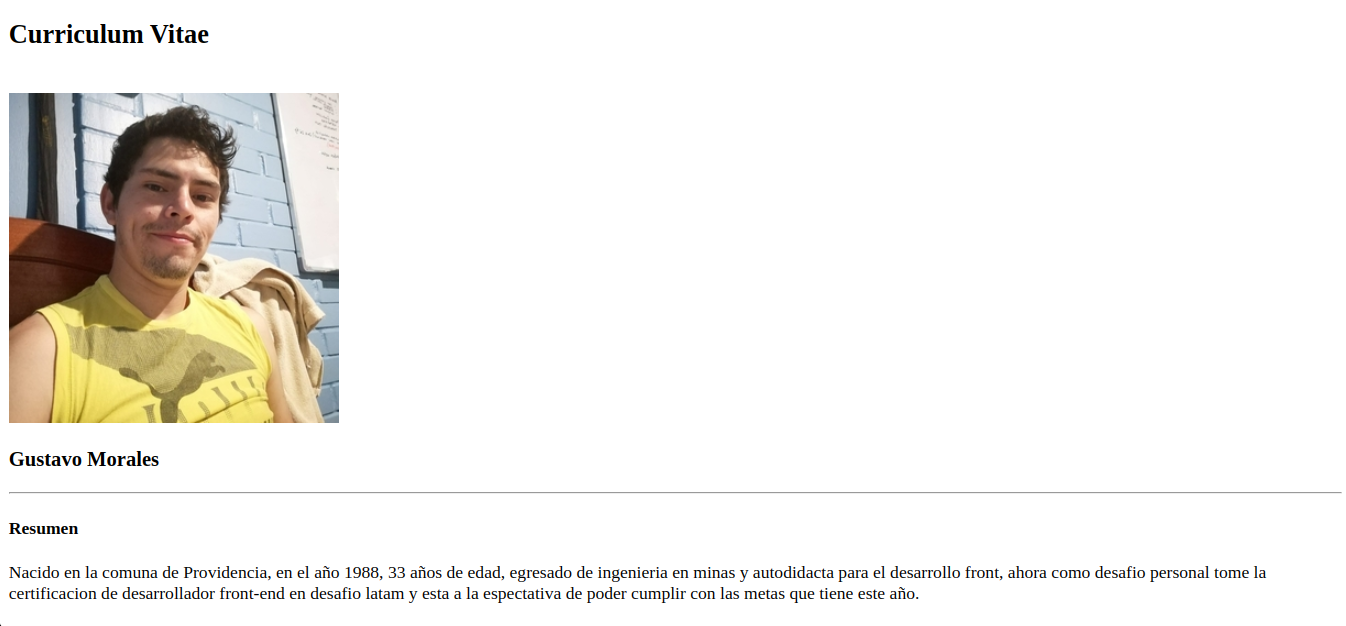 Curriculum Vitae
Gustavo Morales
Resumen
Nacido en la comuna de Providencia, en el año 1988, 33 años de edad, egresado de ingenieria en minas y autodidacta para el desarrollo front, ahora como desafio personal tome la
certificacion de desarrollador front-end en desafio latam y esta a la espectativa de poder cumplir con las metas que tiene este año.